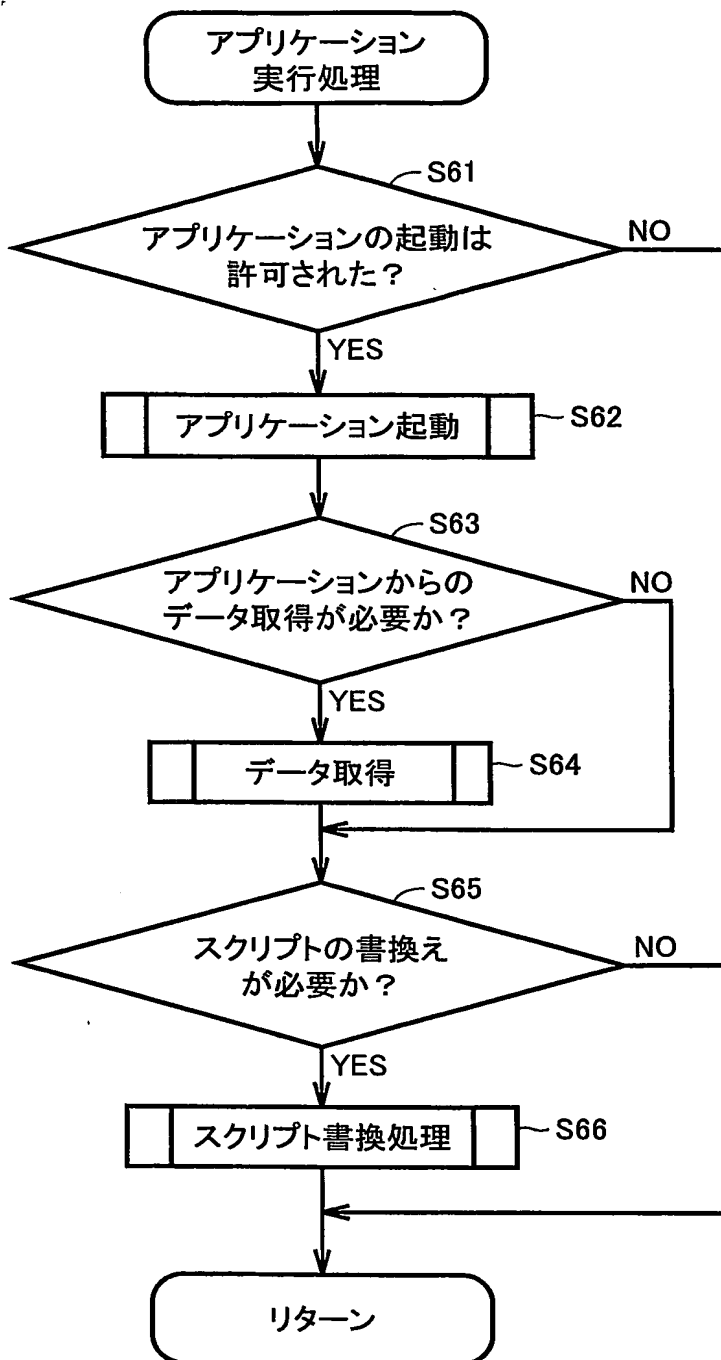 アプリケーション
実行処理
S61
アプリケーションの起動は
許可された？
NO
YES
アプリケーション起動
S62
S63
アプリケーションからの
データ取得が必要か？
NO
YES
データ取得
S64
S65
スクリプトの書換え
が必要か？
NO
YES
スクリプト書換処理
S66
リターン